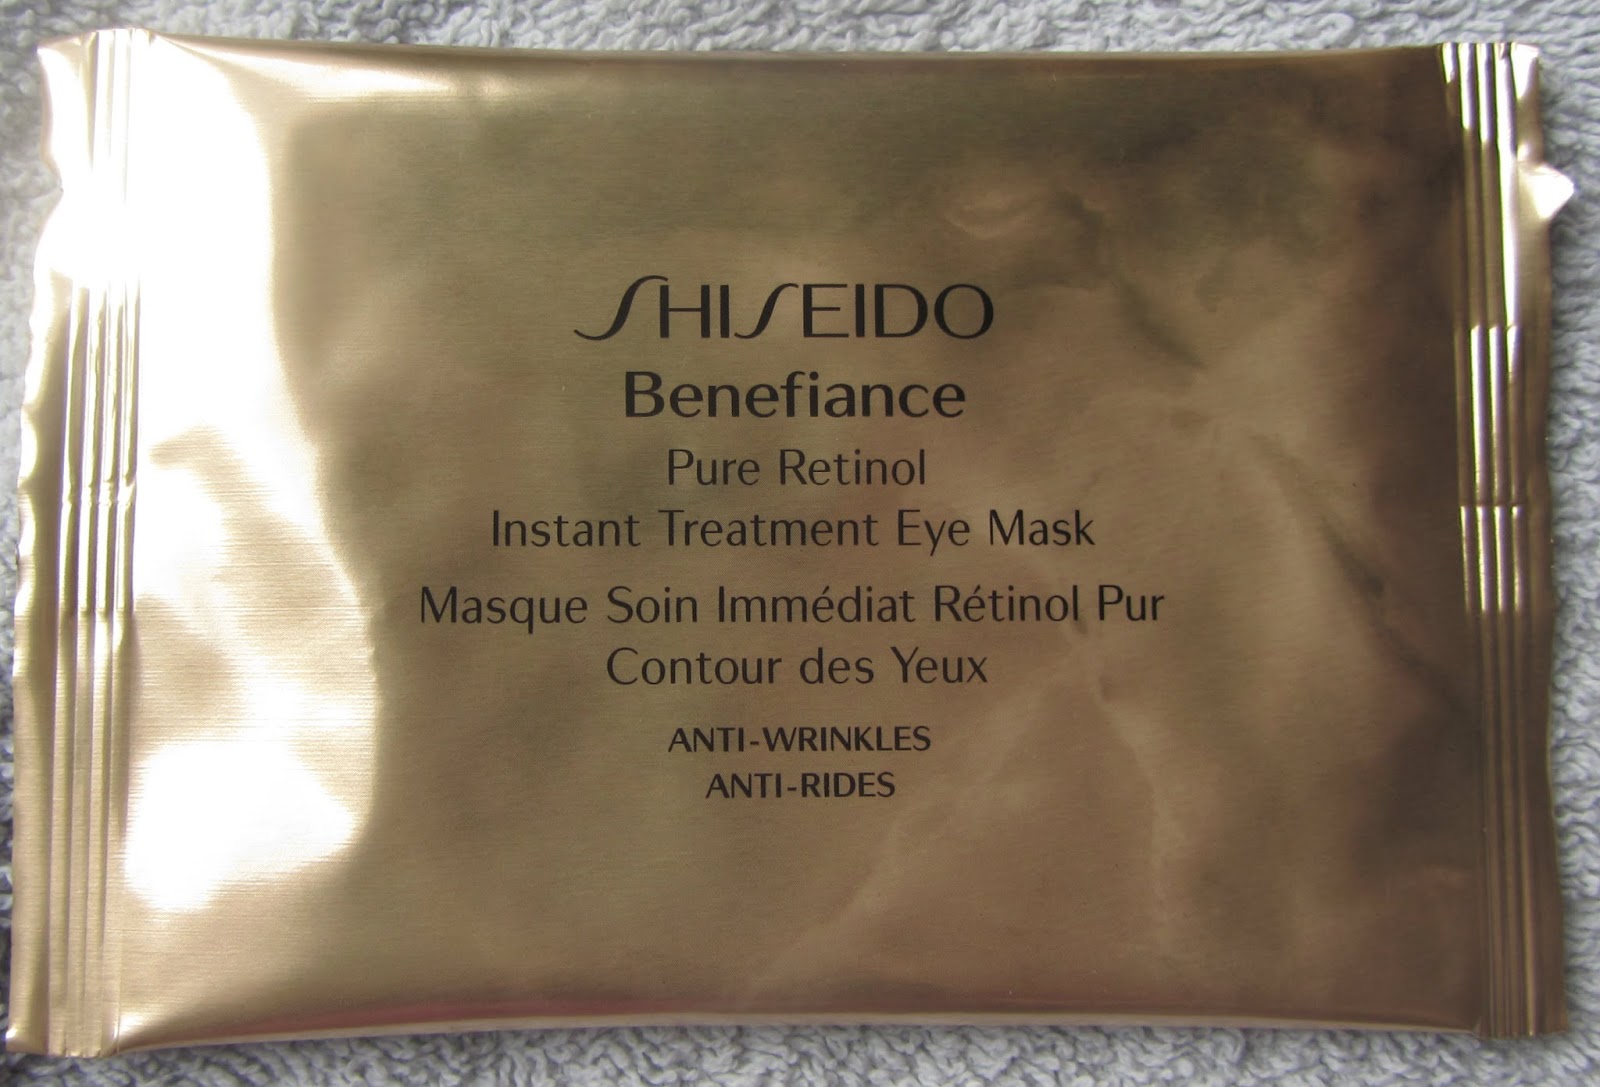 SHISEIDO
Benefiance
Pure Retinol
Instant Treatment Eye Mask
Masque Soin Immédiat Rétinol Pur
Contour des Yeux
ANTI-WRINKLES
ANTI-RIDES